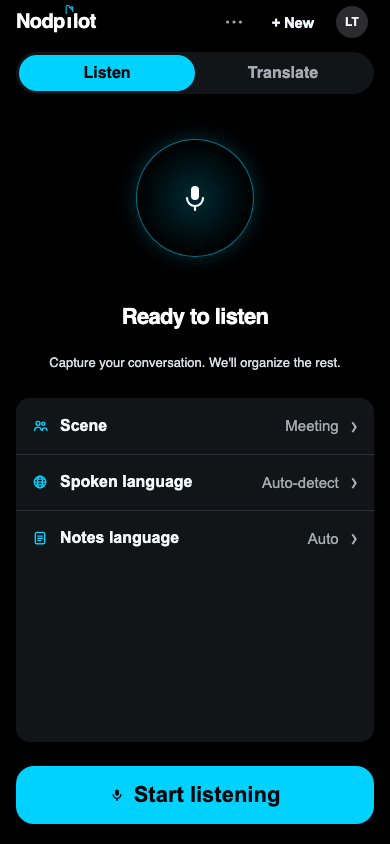 Nodpilot
+ New
LT
Listen
Translate
Ready to listen
Capture your conversation. We'll organize the rest.
Scene
Meeting
Spoken language
Auto-detect
Notes language
Auto
Start listening